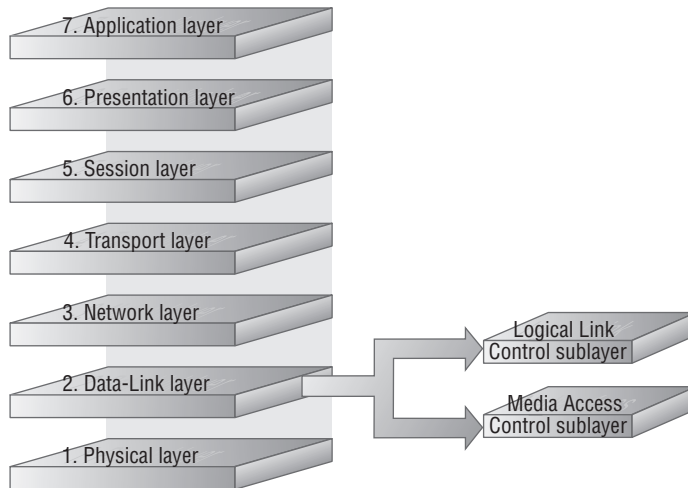 7. Application layer
6. Presentation layer
5. Session layer
4. Transport layer
3. Network layer
2. Data-Link layer
1. Physical layer
Logical Link
Control sublayer
Media Access
Control sublayer